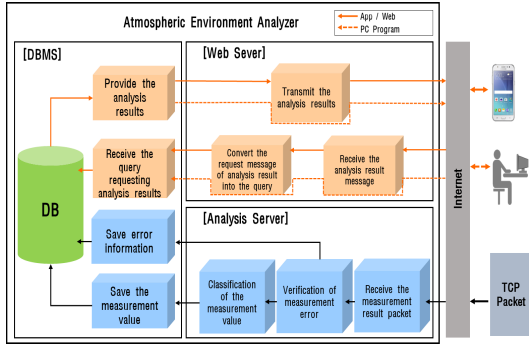 Atmospheric Environment Analyzer
App / Web
PC Program
[DBMS]
Provide the
analysis
results
Receive the
query
requesting
analysis results
DB
Save error
information
Save the
measurement
value
[Web Sever]
Transmit the
analysis results
Convert the
request message
of analysis result
into the query
Receive the
analysis result
message
[Analysis Server]
Classification
of the
measurement
value
Verification of
measurement
error
Receive the
measurement
result packet
Internet
TCP
Packet